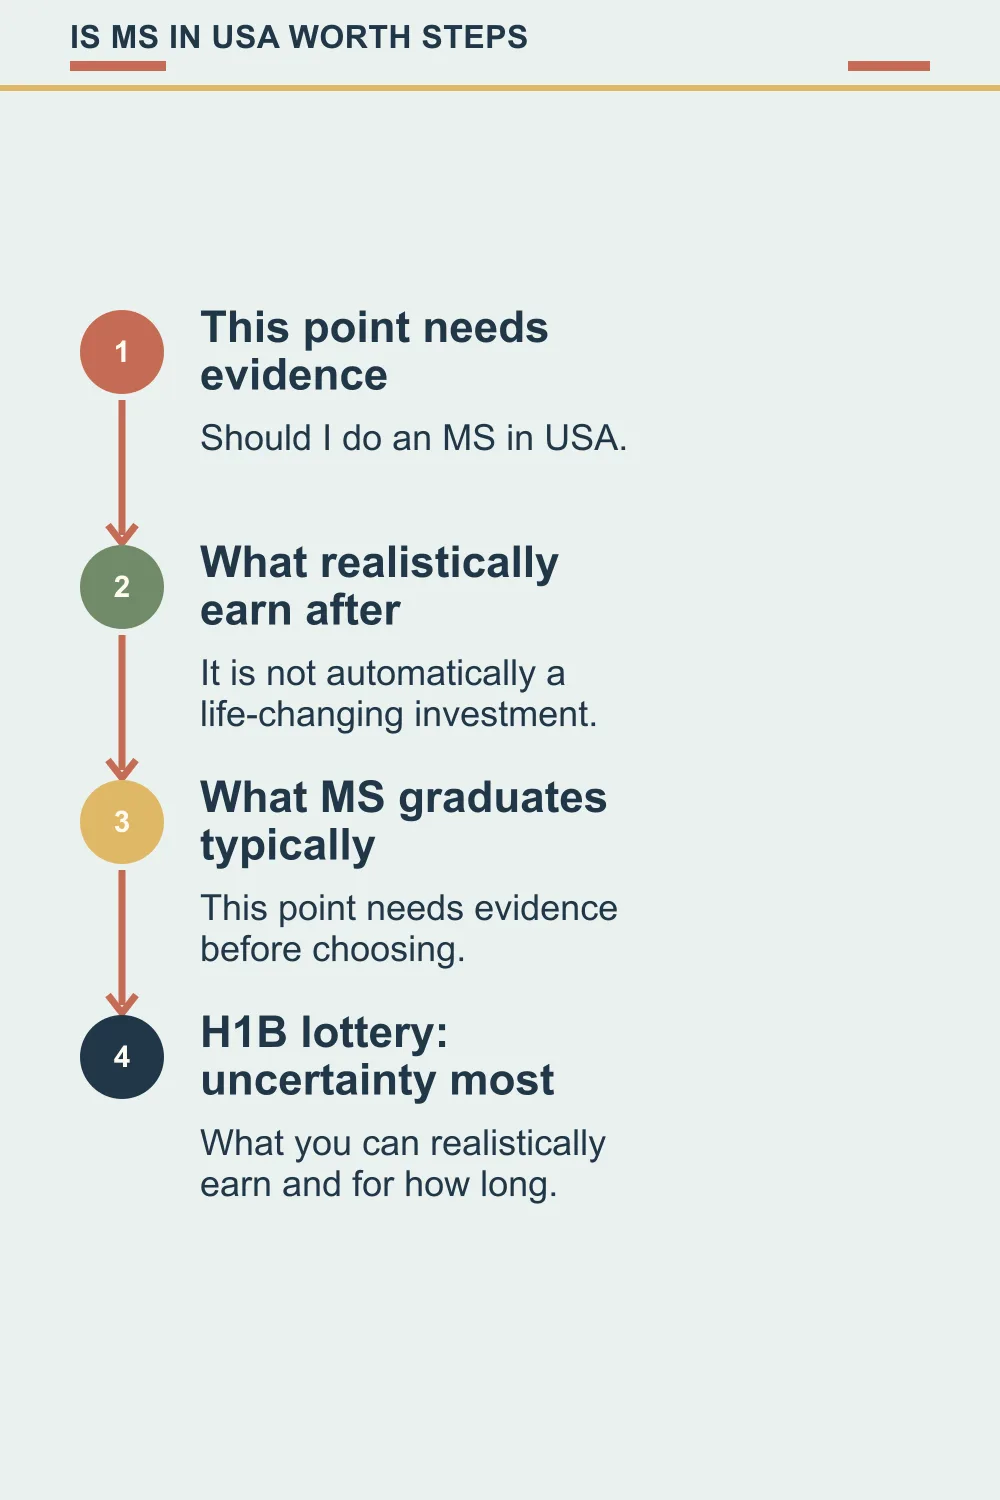 IS MS IN USA WORTH STEPS
1
This point needs
evidence
Should I do an MS in USA.
2
What realistically
earn after
It is not automatically a
life-changing investment.
3
What MS graduates
typically
This point needs evidence
before choosing.
4
H1B lottery:
uncertainty most
What you can realistically
earn and for how long.